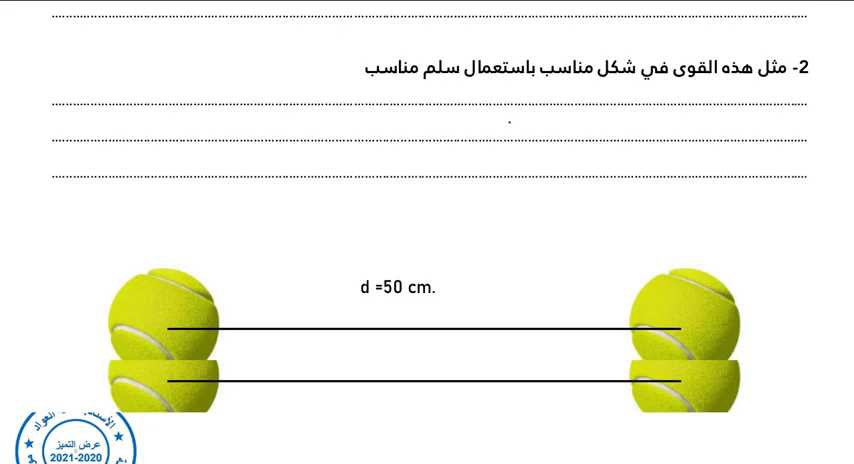 2- مثل هذه القوى في شكل مناسب باستعمال سلم مناسب
d =50 cm.
عرض التميز
2021-2020